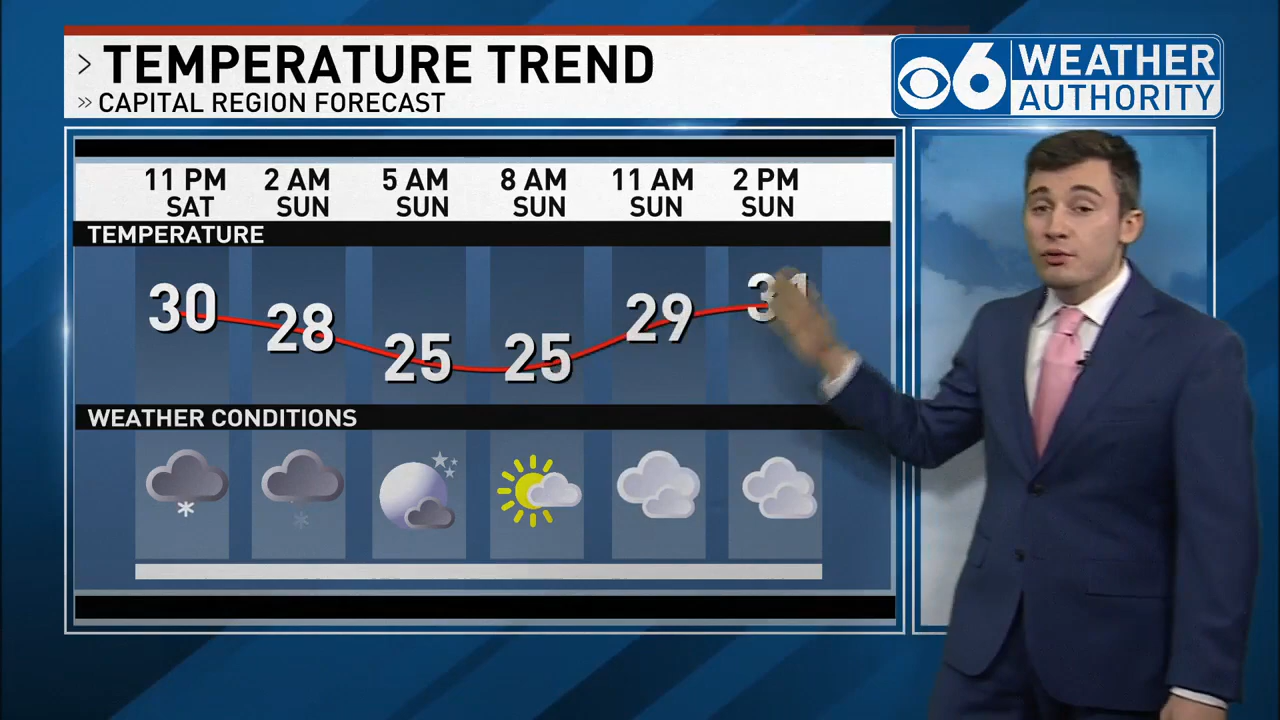 > TEMPERATURE TREND
» CAPITAL REGION FORECAST
6 WEATHER
AUTHORITY
11 PM 2 AM 5 AM 8 AM 11 AM 2 PM
SAT SUN SUN SUN SUN SUN
TEMPERATURE
30 28 25 25 29 31
WEATHER CONDITIONS